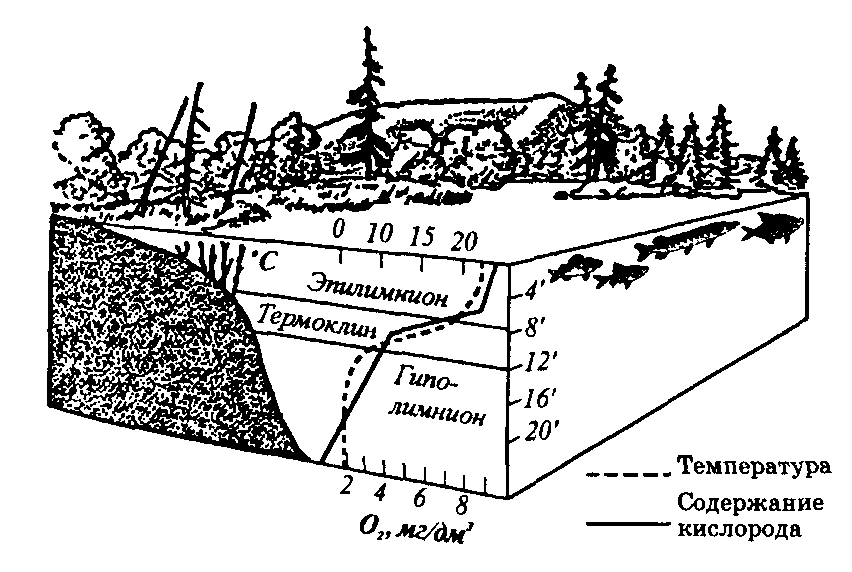 0 10 15 20
°C
Эпилимнион
4'
Термоклин
8'
12'
Гипо-
лимнион
16'
20'
2 4 6 8
O₂, мг/дм³
Температура
Содержание
кислорода